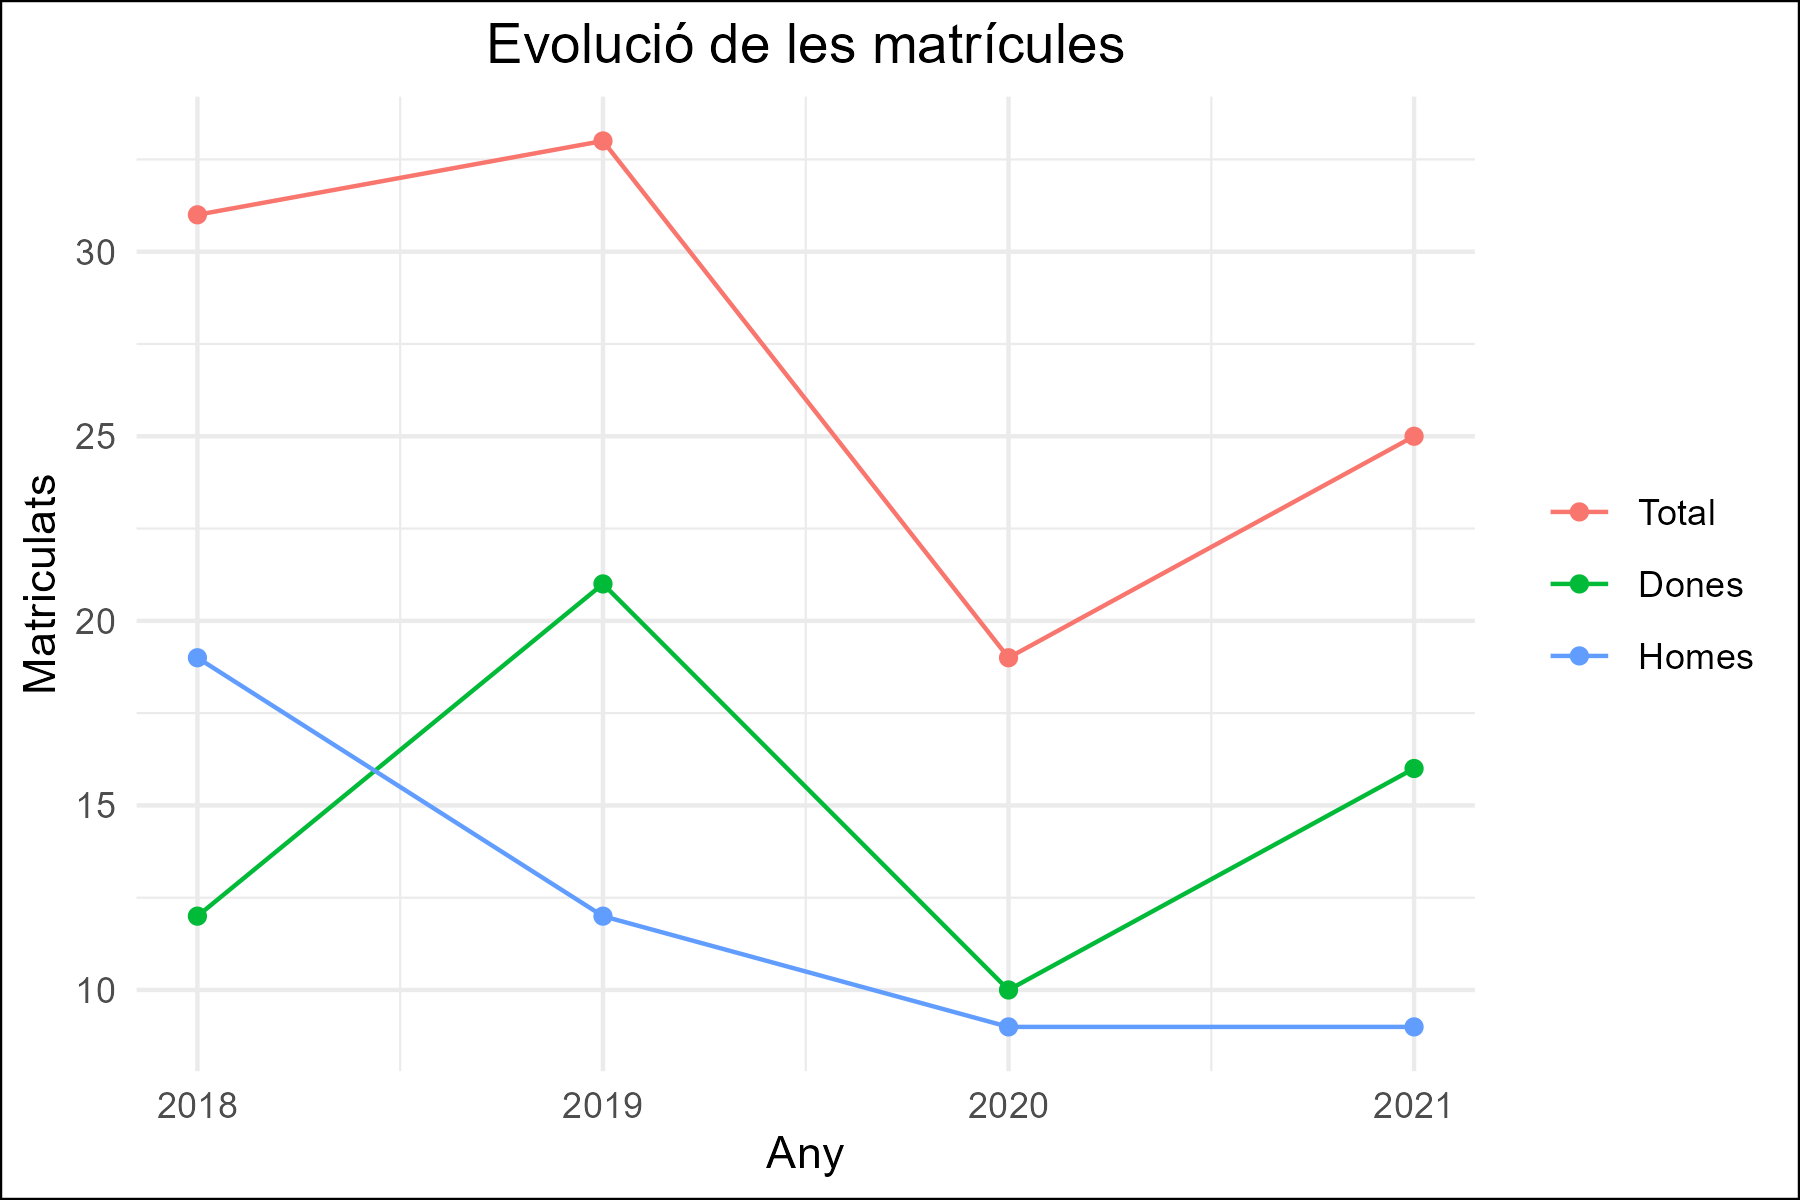 Evolució de les matrícules
Matriculats
30
25
20
15
10
2018 2019 2020 2021
Any
Total
Dones
Homes